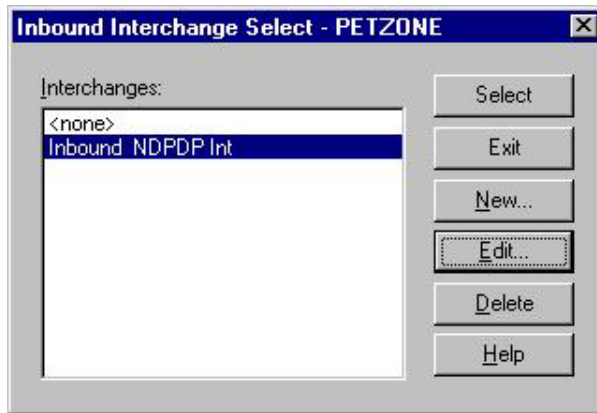 Inbound Interchange Select - PETZONE
Interchanges:
<none>
Inbound NDPDP Int
Select
Exit
New...
Edit...
Delete
Help